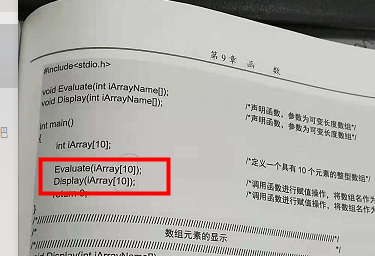 第9章 函 数
#include<stdio.h>
void Evaluate(int iArrayName[]); /*声明函数，参数为可变长度数组*/
void Display(int iArrayName[]); /*声明函数，参数为可变长度数组*/
int main()
{
int iArray[10]; /*定义一个具有 10 个元素的整型数组*/
Evaluate(iArray[10]); /*调用函数进行赋值操作，将数组名作为
Display(iArray[10]); /*调用函数进行赋值操作，将数组名作为
return 0;
}
/* 数组元素的显示 */
void Display(int iArrayName[])